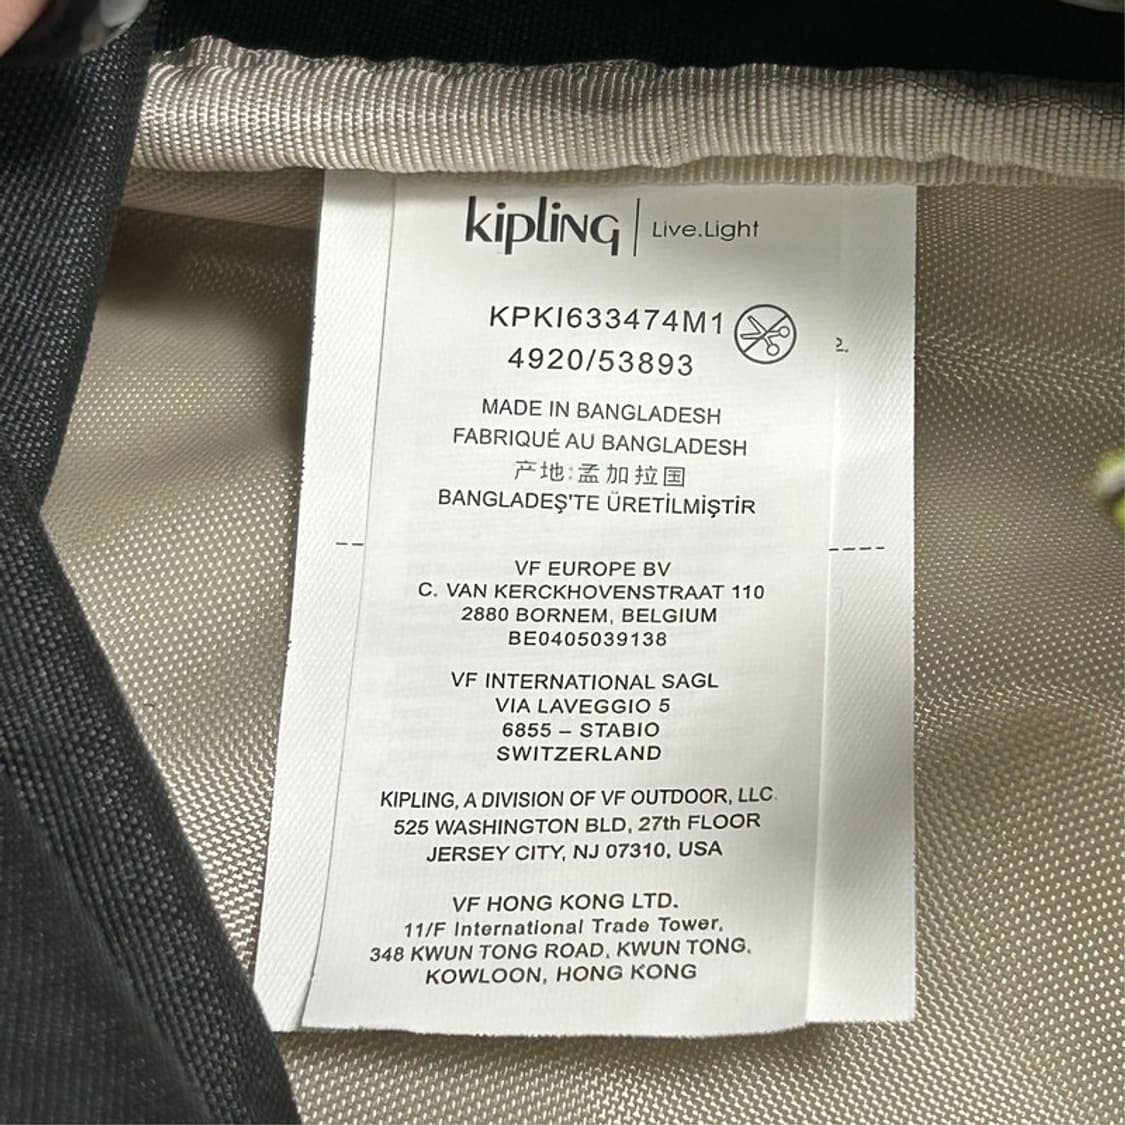 kipling | Live.Light
KPKI633474M1
4920/53893
2.
MADE IN BANGLADESH
FABRIQUÉ AU BANGLADESH
产地:孟加拉国
BANGLADEŞ'TE ÜRETİLMİŞTİR
VF EUROPE BV
C. VAN KERCKHOVENSTRAAT 110
2880 BORNEM, BELGIUM
BE0405039138
VF INTERNATIONAL SAGL
VIA LAVEGGIO 5
6855 – STABIO
SWITZERLAND
KIPLING, A DIVISION OF VF OUTDOOR, LLC.
525 WASHINGTON BLD, 27th FLOOR
JERSEY CITY, NJ 07310, USA
VF HONG KONG LTD.
11/F International Trade Tower,
348 KWUN TONG ROAD, KWUN TONG,
KOWLOON, HONG KONG